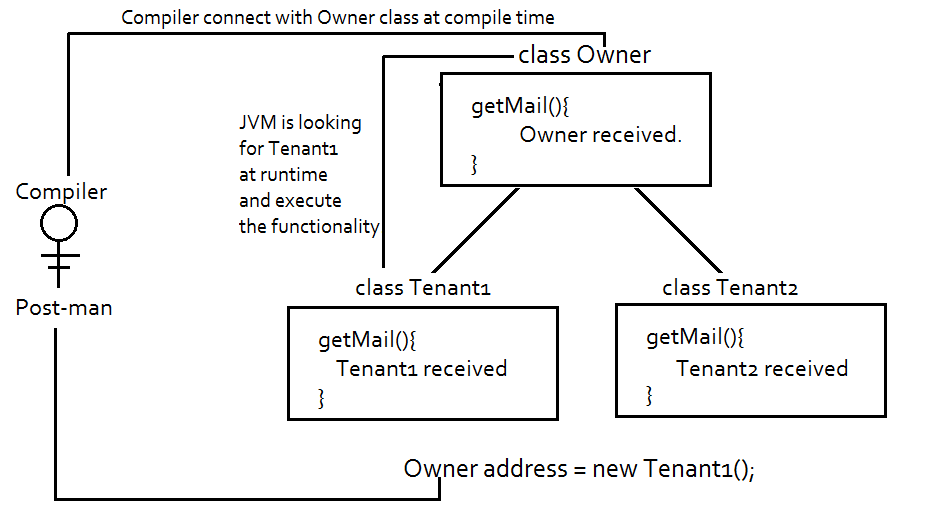 Compiler connect with Owner class at compile time
class Owner
getMail(){
Owner received.
}
JVM is looking
for Tenant1
at runtime
and execute
the functionality
Compiler
Post-man
class Tenant1
getMail(){
Tenant1 received
}
class Tenant2
getMail(){
Tenant2 received
}
Owner address = new Tenant1();